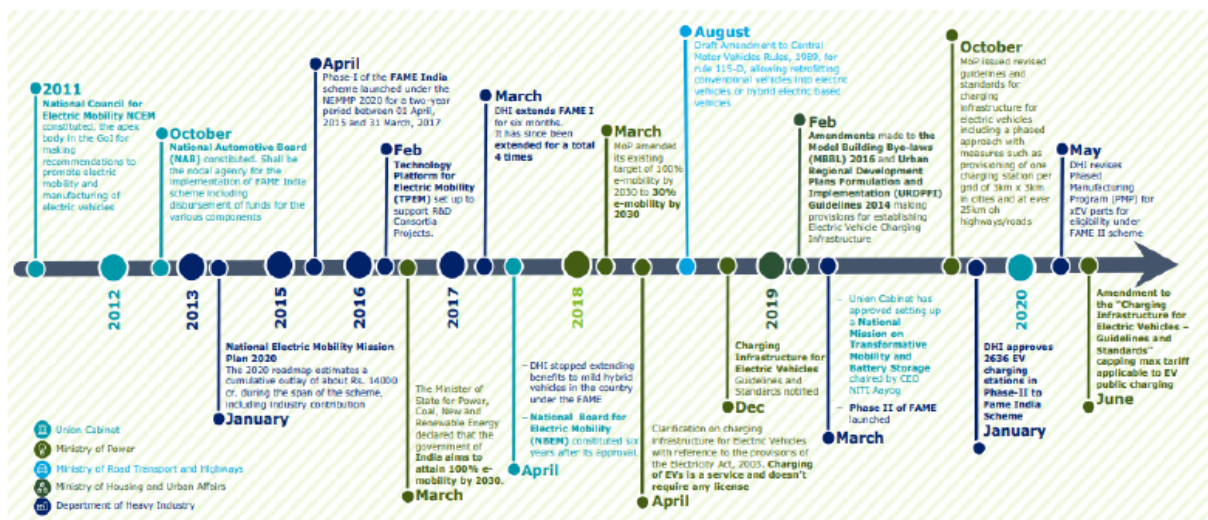 2011
National Council for
Electric Mobility NCEM
constituted, the apex
body in the GoI for
making
recommendations to
promote electric
mobility and
manufacturing of
electric vehicles
October
National Automotive Board
(NAB) constituted. Shall be
the nodal agency for the
implementation of FAME India
scheme including
disbursement of funds for the
various components
April
Phase-I of the FAME India
scheme launched under the
NEMMP 2020 for a two-year
period between 01 April,
2015 and 31 March, 2017
Feb
Technology
Platform for
Electric Mobility
(TPEM) set up to
support R&D
Consortia
Projects.
March
DHI extends FAME I
for six months.
It has since been
extended for a total
4 times
March
MoP amended
its existing
target of 100%
e-mobility by
2030 to 30%
e-mobility by
2030
August
Draft Amendment to Central
Motor Vehicles Rules, 1989, for
rule 115-D, allowing retrofitting
conventional vehicles into electric
vehicles or hybrid electric based
vehicles
Feb
Amendments made to the
Model Building Bye-laws
(MBBL) 2016 and Urban
Regional Development
Plans Formulation and
Implementation (URDPFI)
Guidelines 2014 making
provisions for establishing
Electric Vehicle Charging
Infrastructure
October
MoP issued revised
guidelines and
standards for
charging
infrastructure for
electric vehicles
including a phased
approach with
measures such as
provisioning of one
charging station per
grid of 3km x 3km
in cities and at ever
25km oh
highways/roads
May
DHI revises
Phased
Manufacturing
Program (PMP) for
xEV parts for
eligibility under
FAME II scheme
2012
2013
2015
2016
2017
2018
2019
2020
National Electric Mobility Mission
Plan 2020
The 2020 roadmap estimates a
cumulative outlay of about Rs. 14000
cr. during the span of the scheme,
including industry contribution
January
The Minister of
State for Power,
Coal, New and
Renewable Energy
declared that the
government of
India aims to
attain 100% e-
mobility by 2030.
March
– DHI stopped extending
benefits to mild hybrid
vehicles in the country
under the FAME
– National Board for
Electric Mobility
(NBEM) constituted six
years after its approval.
April
Clarification on charging
infrastructure for Electric Vehicles
with reference to the provisions of
the Electricity Act, 2003. Charging
of EVs is a service and doesn't
require any license
April
Charging
Infrastructure for
Electric Vehicles
Guidelines and
Standards notified
Dec
– Union Cabinet has
approved setting up
a National
Mission on
Transformative
Mobility and
Battery Storage
chaired by CEO
NITI Aayog
– Phase II of FAME
launched
March
DHI approves
2636 EV
charging
stations in
Phase-II to
Fame India
Scheme
January
Amendment to
the "Charging
Infrastructure for
Electric Vehicles –
Guidelines and
Standards"
capping max tariff
applicable to EV
public charging
June
Union Cabinet
Ministry of Power
Ministry of Road Transport and Highways
Ministry of Housing and Urban Affairs
Department of Heavy Industry